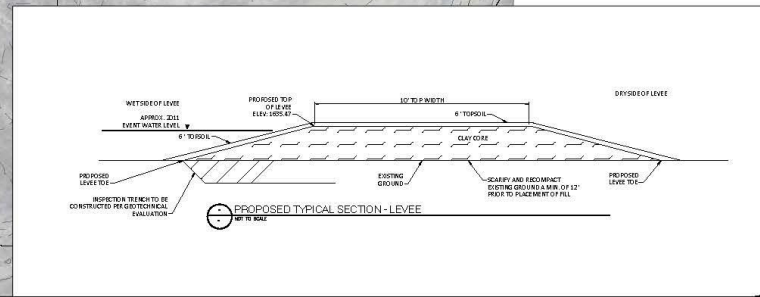 WET SIDE OF LEVEE
APPROX. 2011
EVENT WATER LEVEL
6" TOPSOIL
PROPOSED TOP
OF LEVEE
ELEV: 1635.47
10' TOP WIDTH
6" TOPSOIL
CLAY CORE
DRY SIDE OF LEVEE
PROPOSED
LEVEE TOE
INSPECTION TRENCH TO BE
CONSTRUCTED PER GEOTECHNICAL
EVALUATION
EXISTING
GROUND
SCARIFY AND RECOMPACT
EXISTING GROUND A MIN. OF 12"
PRIOR TO PLACEMENT OF FILL
PROPOSED
LEVEE TOE
PROPOSED TYPICAL SECTION - LEVEE
NOT TO SCALE